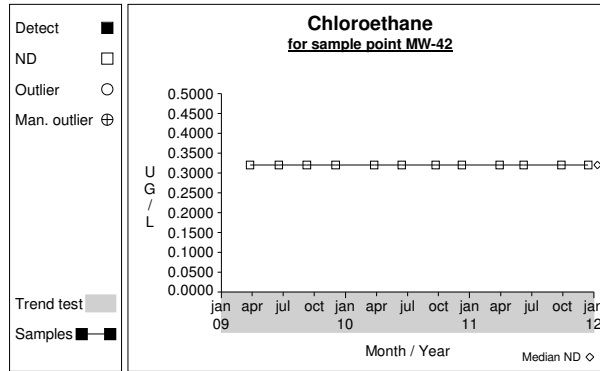 Detect
ND
Outlier
Man. outlier
Trend test
Samples
Chloroethane
for sample point MW-42
UG/L
0.5000
0.4500
0.4000
0.3500
0.3000
0.2500
0.2000
0.1500
0.1000
0.0500
0.0000
jan apr jul oct jan apr jul oct jan apr jul oct jan
09 10 11 12
Month / Year
Median ND